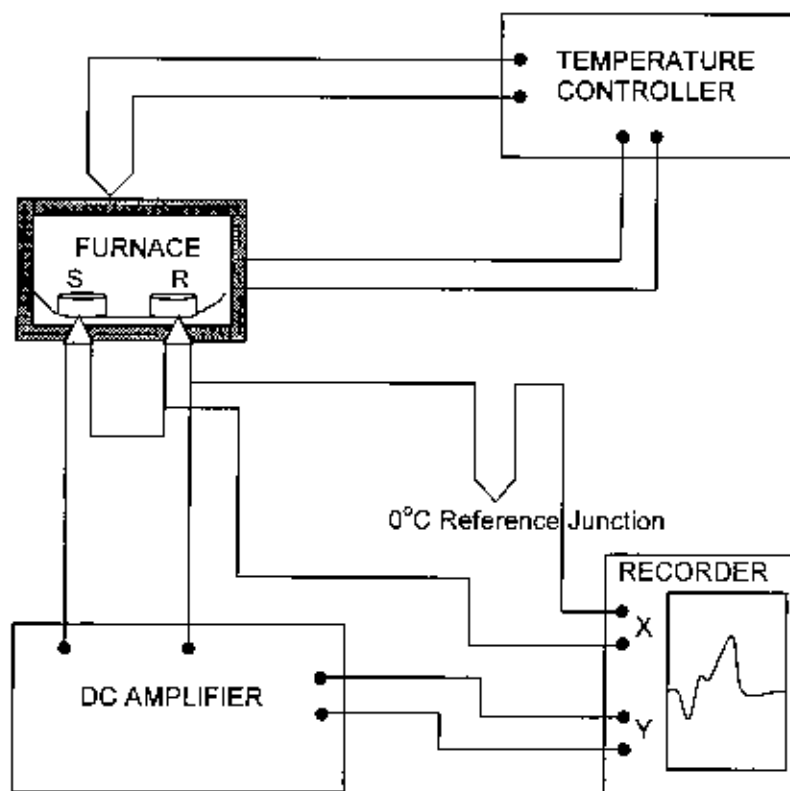 TEMPERATURE
CONTROLLER
FURNACE
S R
0°C Reference Junction
RECORDER
X
DC AMPLIFIER
Y